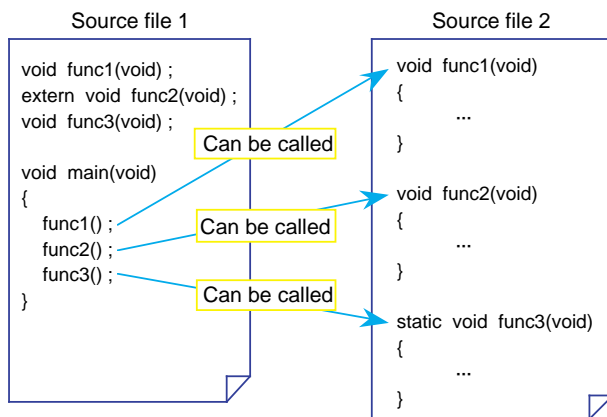 Source file 1
void func1(void) ;
extern void func2(void) ;
void func3(void) ;
void main(void)
{
func1() ;
func2() ;
func3() ;
}
Can be called
Can be called
Can be called
Source file 2
void func1(void)
{
...
}
void func2(void)
{
...
}
static void func3(void)
{
...
}